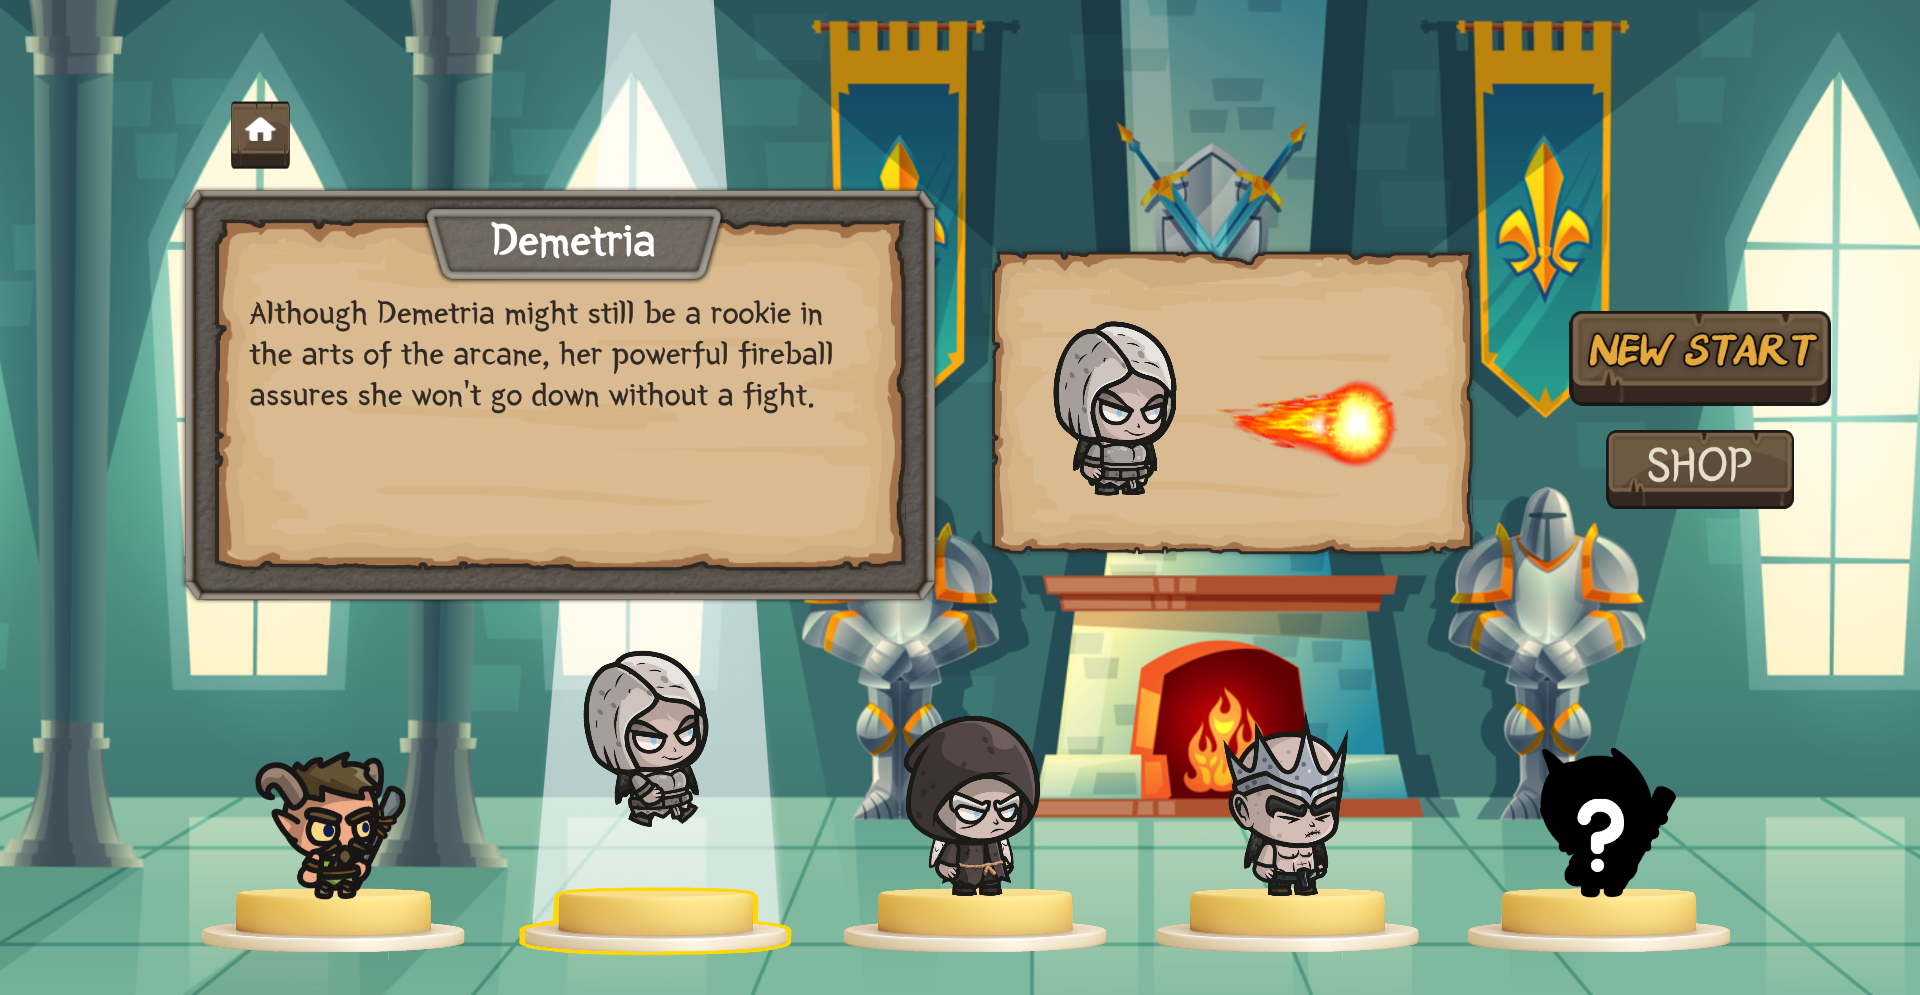 Demetria
Although Demetria might still be a rookie in
the arts of the arcane, her powerful fireball
assures she won't go down without a fight.
NEW START
SHOP
?